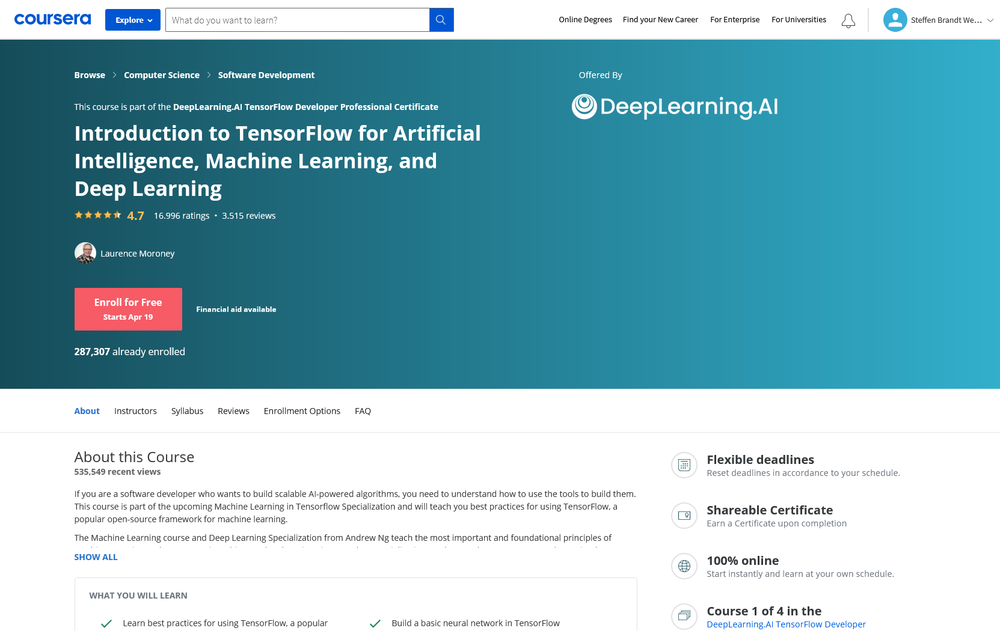 coursera
Explore
What do you want to learn?
Online Degrees
Find your New Career
For Enterprise
For Universities
Steffen Brandt We...
Browse > Computer Science > Software Development
Offered By
DeepLearning.AI
This course is part of the DeepLearning.AI TensorFlow Developer Professional Certificate
Introduction to TensorFlow for Artificial
Intelligence, Machine Learning, and
Deep Learning
4.7 16.996 ratings • 3.515 reviews
Laurence Moroney
Enroll for Free
Starts Apr 19
Financial aid available
287,307 already enrolled
About
Instructors
Syllabus
Reviews
Enrollment Options
FAQ
About this Course
535,549 recent views
If you are a software developer who wants to build scalable AI-powered algorithms, you need to understand how to use the tools to build them.
This course is part of the upcoming Machine Learning in Tensorflow Specialization and will teach you best practices for using TensorFlow, a
popular open-source framework for machine learning.
The Machine Learning course and Deep Learning Specialization from Andrew Ng teach the most important and foundational principles of
SHOW ALL
WHAT YOU WILL LEARN
Learn best practices for using TensorFlow, a popular
Build a basic neural network in TensorFlow
Flexible deadlines
Reset deadlines in accordance to your schedule.
Shareable Certificate
Earn a Certificate upon completion
100% online
Start instantly and learn at your own schedule.
Course 1 of 4 in the
DeepLearning.AI TensorFlow Developer